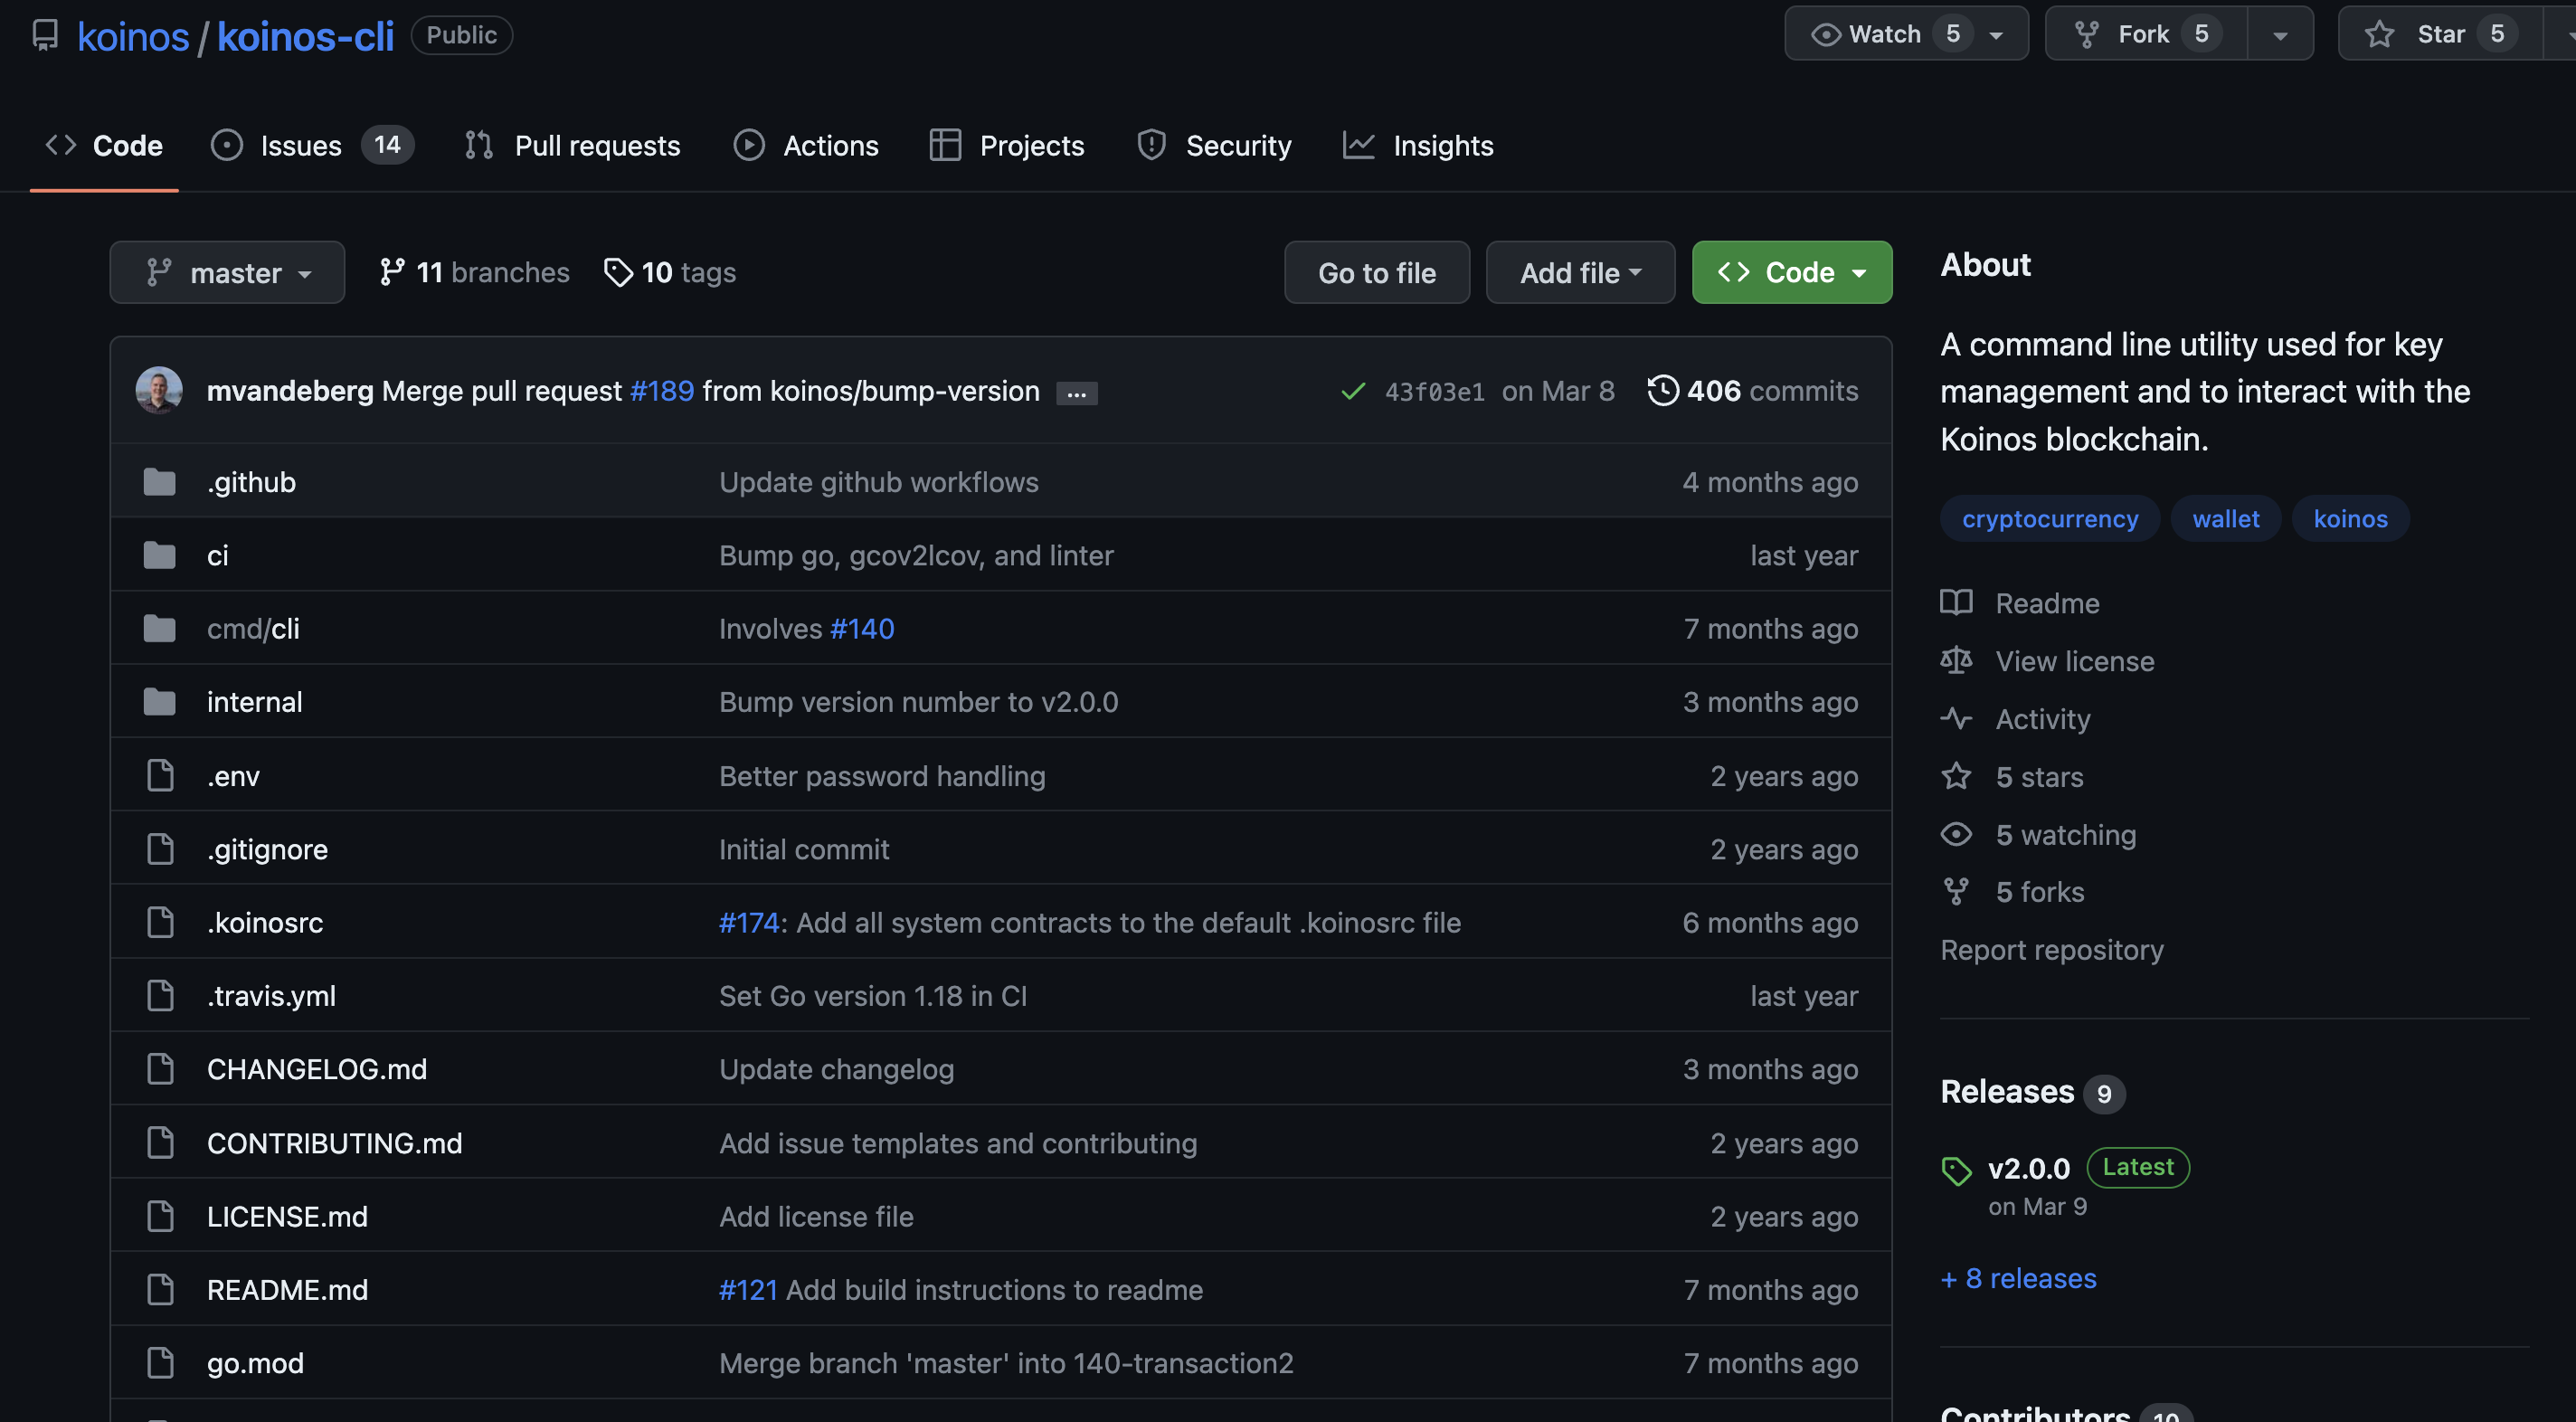 koinos / koinos-cli Public Watch 5 Fork 5 Star 5
Code Issues 14 Pull requests Actions Projects Security Insights
master 11 branches 10 tags Go to file Add file Code
mvandeberg Merge pull request #189 from koinos/bump-version ... 43f03e1 on Mar 8 406 commits
.github Update github workflows 4 months ago
ci Bump go, gcov2lcov, and linter last year
cmd/cli Involves #140 7 months ago
internal Bump version number to v2.0.0 3 months ago
.env Better password handling 2 years ago
.gitignore Initial commit 2 years ago
.koinosrc #174: Add all system contracts to the default .koinosrc file 6 months ago
.travis.yml Set Go version 1.18 in CI last year
CHANGELOG.md Update changelog 3 months ago
CONTRIBUTING.md Add issue templates and contributing 2 years ago
LICENSE.md Add license file 2 years ago
README.md #121 Add build instructions to readme 7 months ago
go.mod Merge branch 'master' into 140-transaction2 7 months ago
About
A command line utility used for key
management and to interact with the
Koinos blockchain.
cryptocurrency wallet koinos
Readme
View license
Activity
5 stars
5 watching
5 forks
Report repository
Releases 9
v2.0.0 Latest
on Mar 9
+ 8 releases
Contributors 10